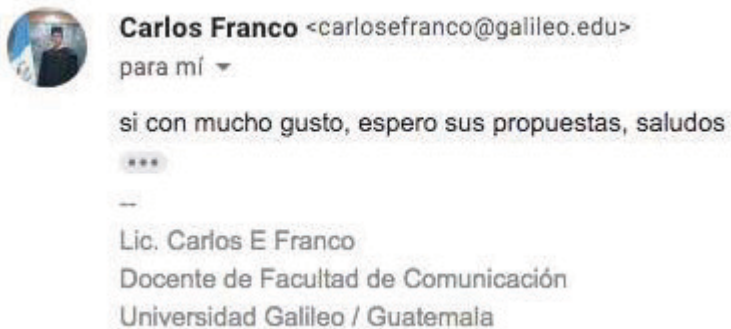 Carlos Franco <carlosefranco@galileo.edu>
para mí
si con mucho gusto, espero sus propuestas, saludos
...
--
Lic. Carlos E Franco
Docente de Facultad de Comunicación
Universidad Galileo / Guatemala